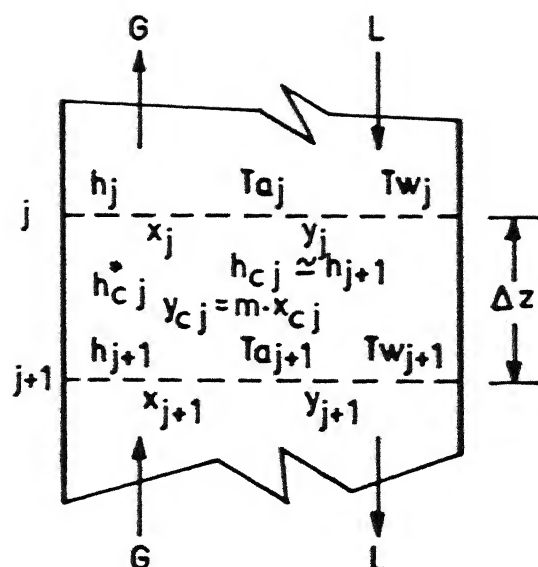 G L
h_j Ta_j Tw_j
j
x_j y_j
h*_cj h_cj ≃ h_j+1
Δz
y_cj = m·x_cj
h_j+1 Ta_j+1 Tw_j+1
j+1
x_j+1 y_j+1
G L